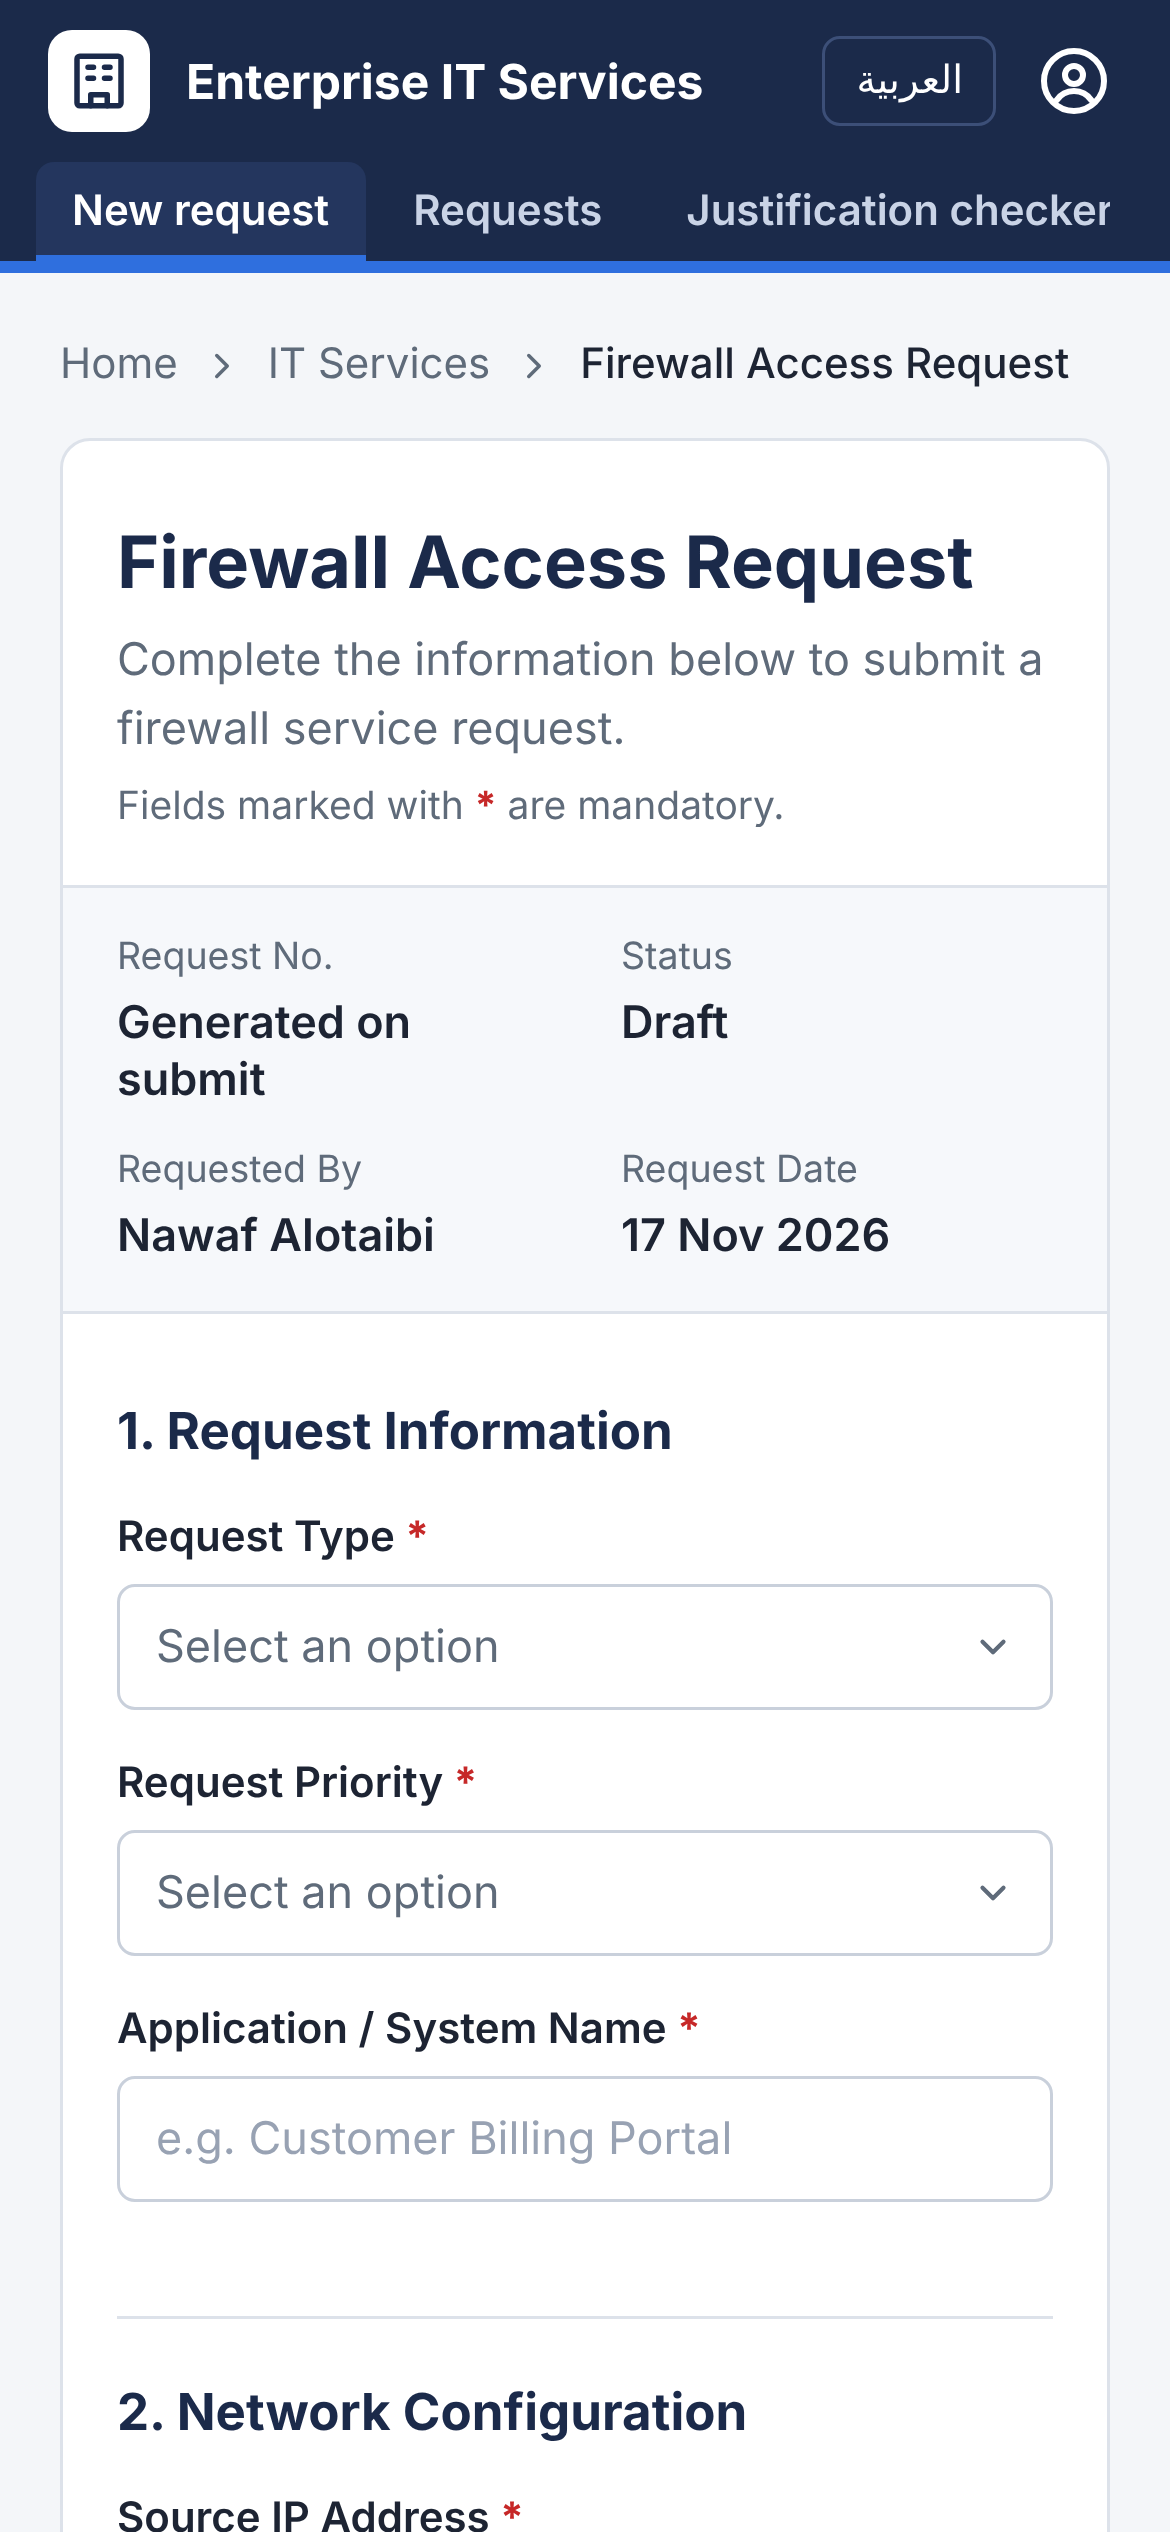 Enterprise IT Services
العربية
New request
Requests
Justification checker
Home > IT Services > Firewall Access Request
Firewall Access Request
Complete the information below to submit a
firewall service request.
Fields marked with * are mandatory.
Request No.
Generated on
submit
Status
Draft
Requested By
Nawaf Alotaibi
Request Date
17 Nov 2026
1. Request Information
Request Type *
Select an option
Request Priority *
Select an option
Application / System Name *
e.g. Customer Billing Portal
2. Network Configuration
Source IP Address *